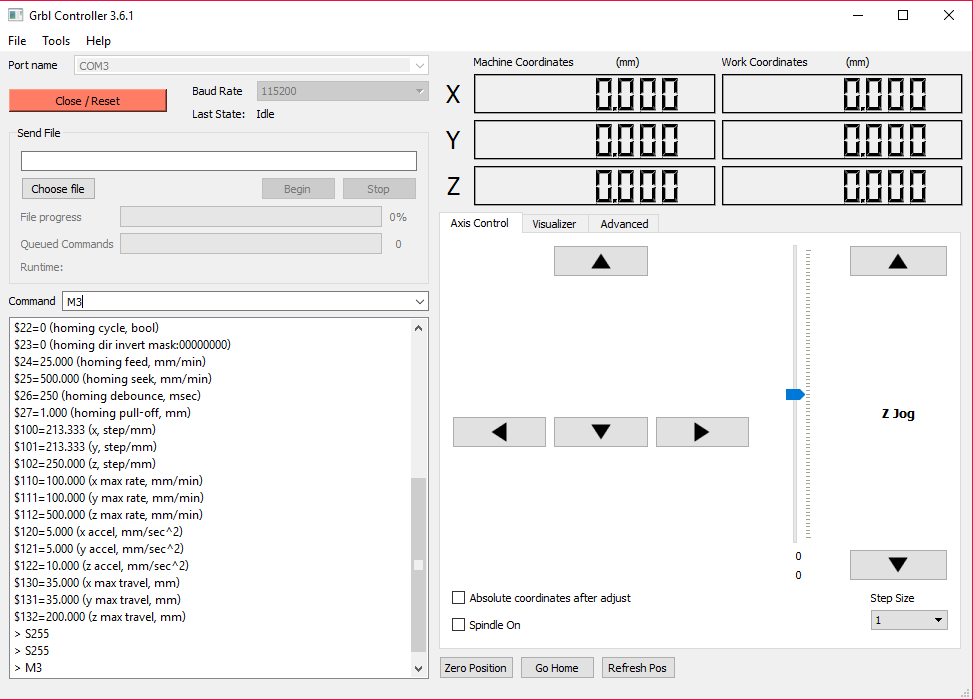 Grbl Controller 3.6.1
File Tools Help
Port name COM3
Close / Reset
Baud Rate 115200
Last State: Idle
Send File
Choose file Begin Stop
File progress 0%
Queued Commands 0
Runtime:
Command M3
$22=0 (homing cycle, bool)
$23=0 (homing dir invert mask:00000000)
$24=25.000 (homing feed, mm/min)
$25=500.000 (homing seek, mm/min)
$26=250 (homing debounce, msec)
$27=1.000 (homing pull-off, mm)
$100=213.333 (x, step/mm)
$101=213.333 (y, step/mm)
$102=250.000 (z, step/mm)
$110=100.000 (x max rate, mm/min)
$111=100.000 (y max rate, mm/min)
$112=500.000 (z max rate, mm/min)
$120=5.000 (x accel, mm/sec^2)
$121=5.000 (y accel, mm/sec^2)
$122=10.000 (z accel, mm/sec^2)
$130=35.000 (x max travel, mm)
$131=35.000 (y max travel, mm)
$132=200.000 (z max travel, mm)
> S255
> S255
> M3
Machine Coordinates (mm) Work Coordinates (mm)
X 0.000 0.000
Y 0.000 0.000
Z 0.000 0.000
Axis Control Visualizer Advanced
Z Jog
0
0
Absolute coordinates after adjust
Spindle On
Step Size
1
Zero Position Go Home Refresh Pos